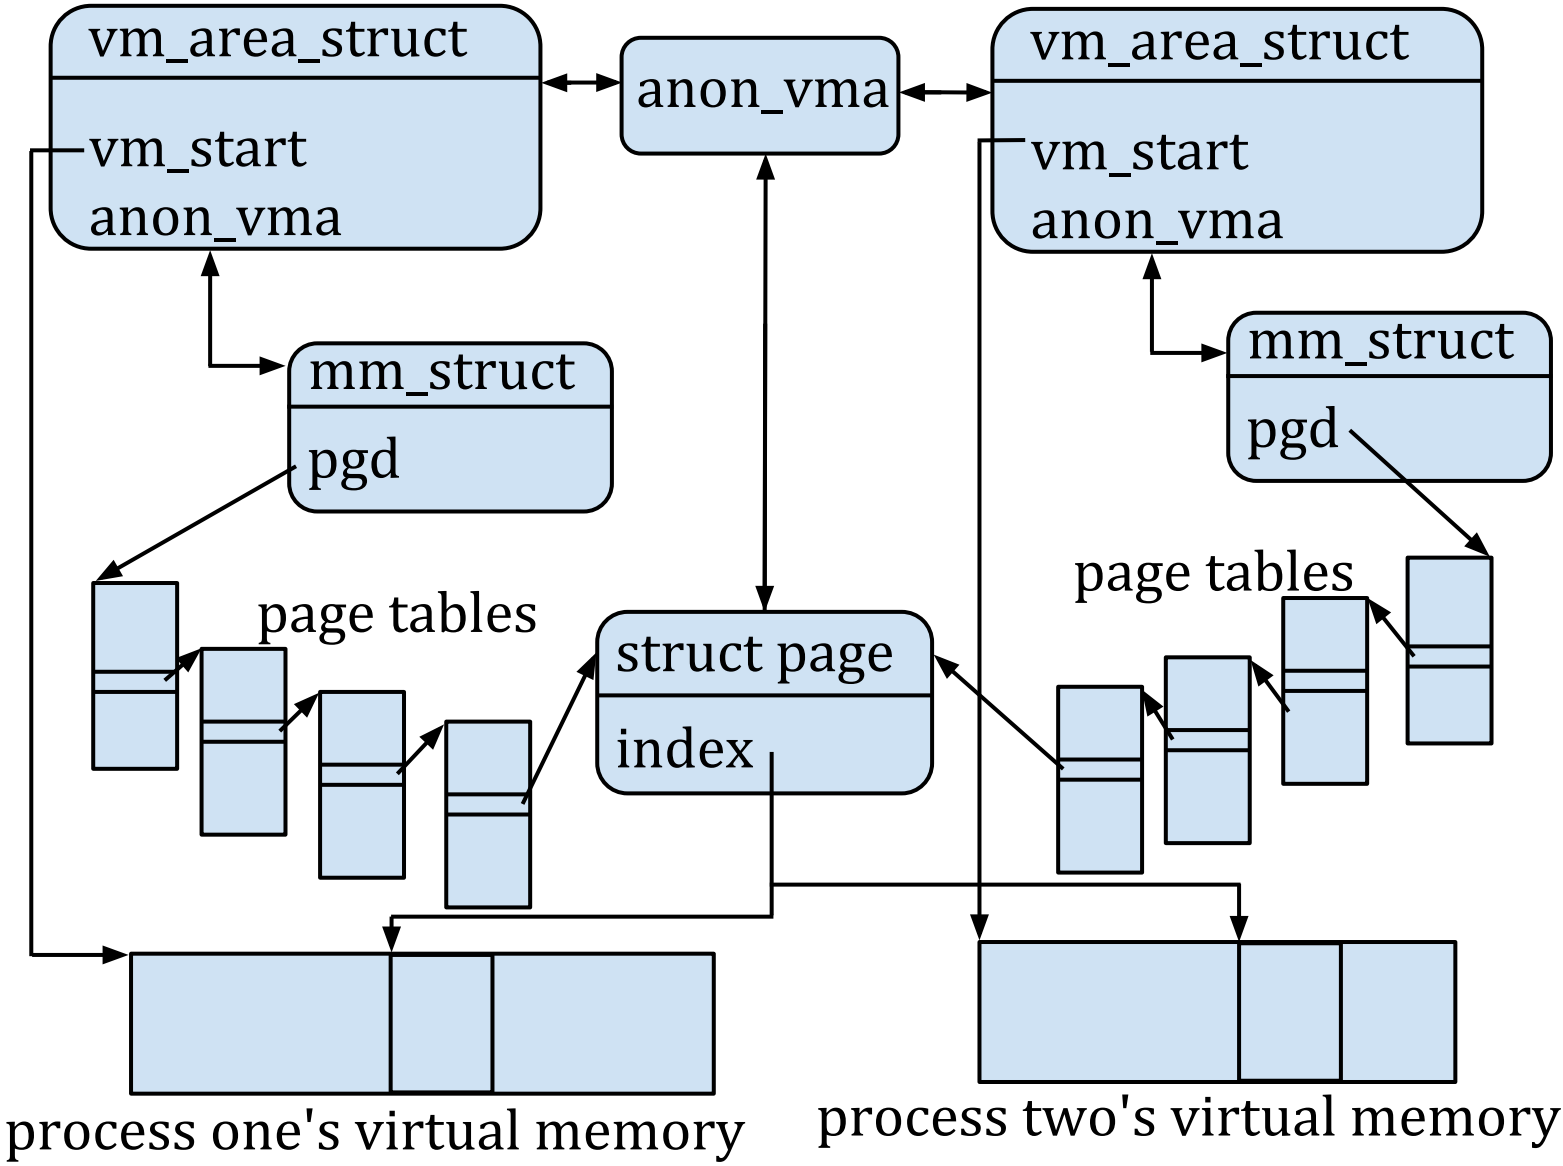 vm_area_struct
vm_start
anon_vma
anon_vma
vm_area_struct
vm_start
anon_vma
mm_struct
pgd
mm_struct
pgd
page tables
page tables
struct page
index
process one's virtual memory
process two's virtual memory